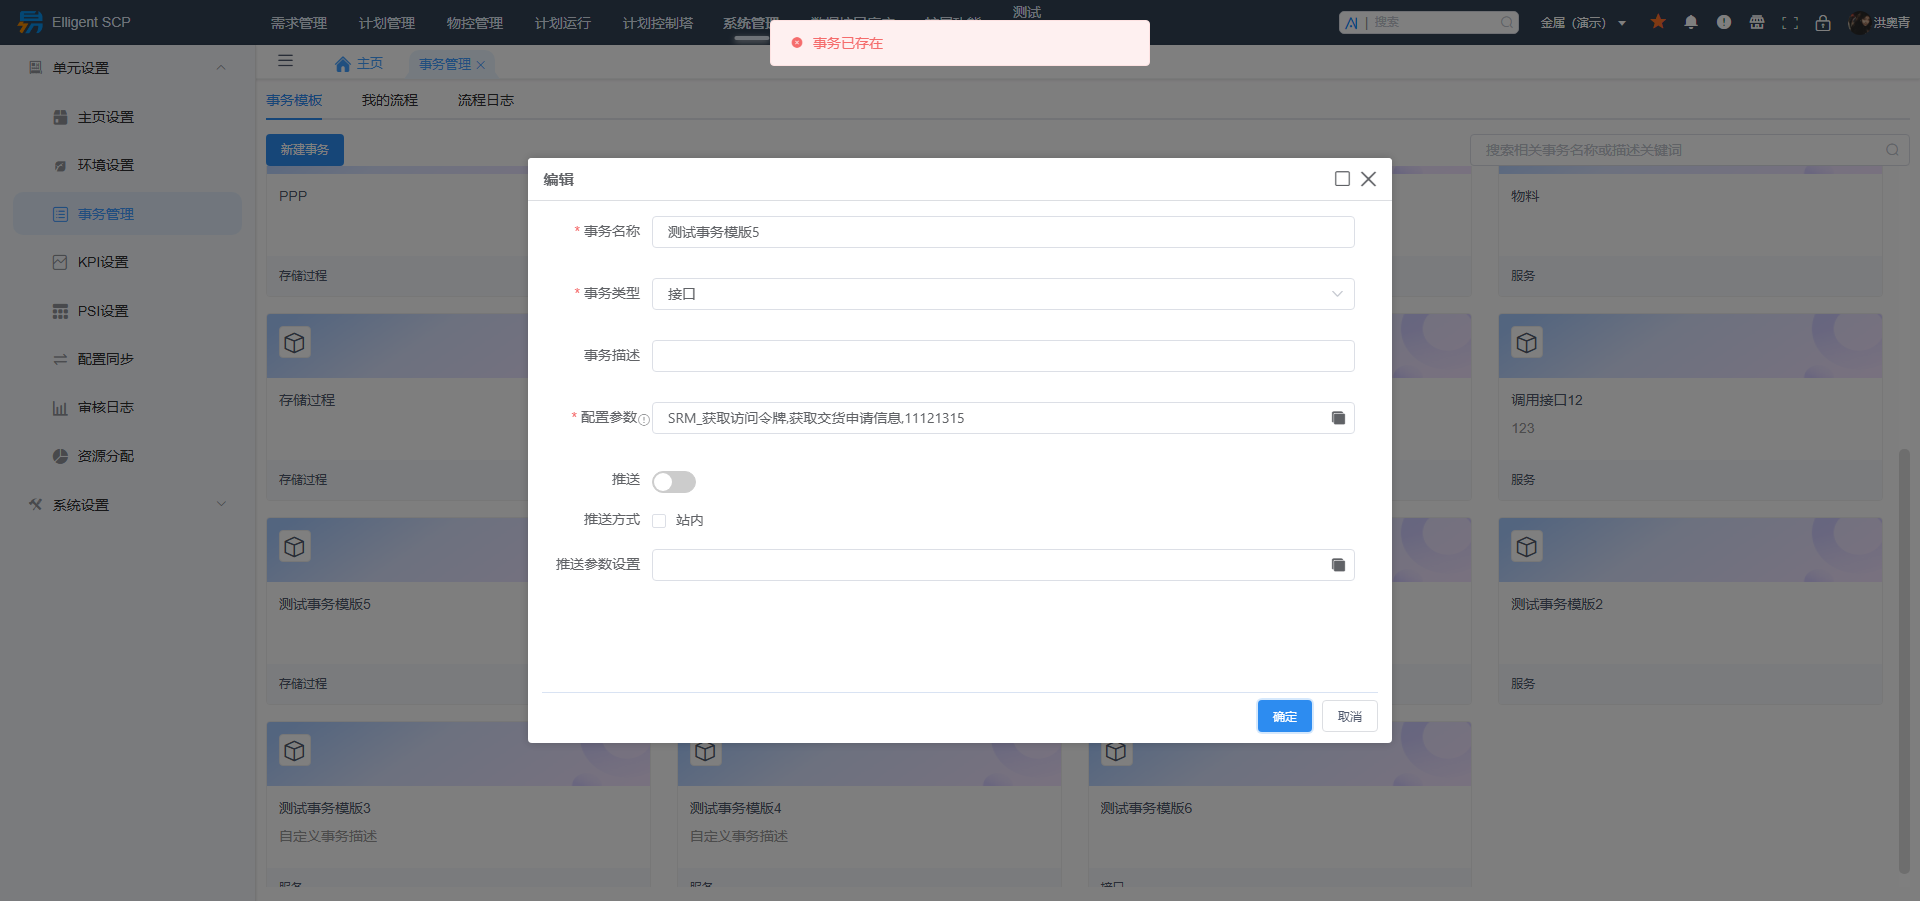 Elligent SCP
需求管理
计划管理
物控管理
计划运行
计划控制塔
系统管理
测试
AI | 搜索
金属（演示）
洪奥青
事务已存在
单元设置
主页设置
环境设置
事务管理
KPI设置
PSI设置
配置同步
审核日志
资源分配
系统设置
主页
事务管理
事务模板
我的流程
流程日志
新建事务
搜索相关事务名称或描述关键词
PPP
存储过程
物料
服务
编辑
* 事务名称
测试事务模版5
* 事务类型
接口
事务描述
* 配置参数
SRM_获取访问令牌,获取交货申请信息,11121315
推送
推送方式
站内
推送参数设置
确定
取消
存储过程
存储过程
调用接口12
123
服务
测试事务模版5
存储过程
测试事务模版2
服务
测试事务模版3
自定义事务描述
服务
测试事务模版4
自定义事务描述
服务
测试事务模版6
接口